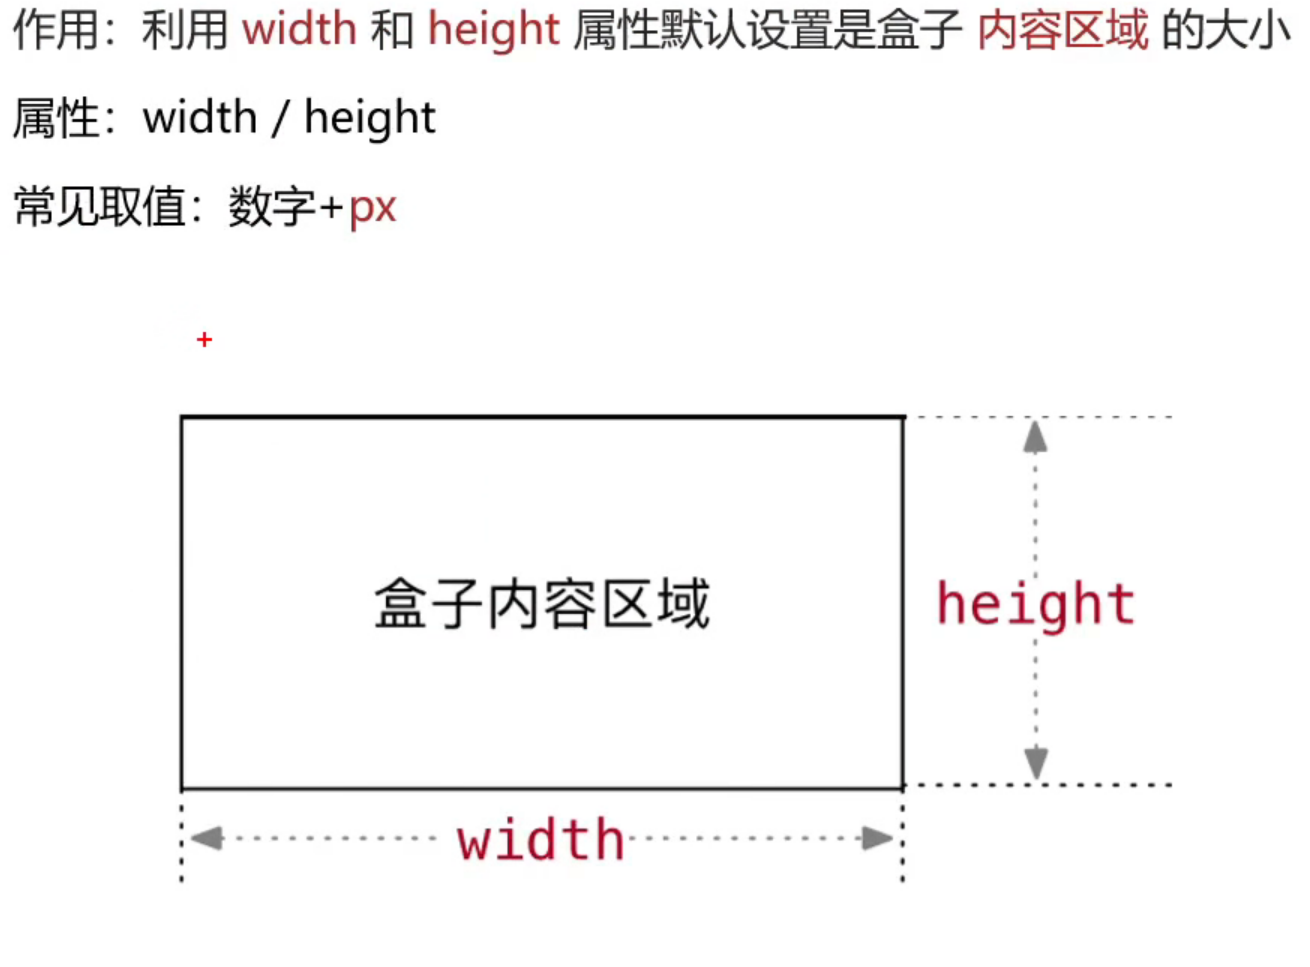 作用：利用 width 和 height 属性默认设置是盒子 内容区域 的大小
属性：width / height
常见取值：数字+px
盒子内容区域
height
width